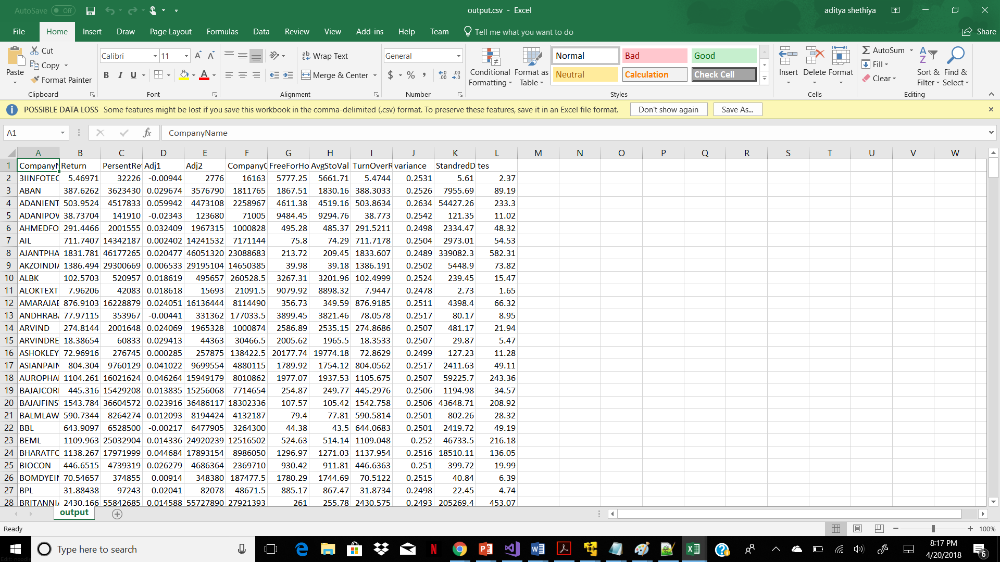 AutoSave Off
output.csv - Excel
aditya shethiya
File Home Insert Draw Page Layout Formulas Data Review View Add-ins Help Team Tell me what you want to do Share
Paste Cut Copy Format Painter Clipboard
Calibri 11 B I U A Font
Wrap Text Merge & Center Alignment
General $ % , Number
Conditional Formatting Format as Table Normal Bad Good Neutral Calculation Check Cell Styles
Insert Delete Format Cells
AutoSum Fill Clear Sort & Filter Find & Select Editing
POSSIBLE DATA LOSS Some features might be lost if you save this workbook in the comma-delimited (.csv) format. To preserve these features, save it in an Excel file format. Don't show again Save As...
A1 fx CompanyName
A B C D E F G H I J K L M N O P Q R S T U V W
1 CompanyN Return PersentRet Adj1 Adj2 CompanyC FreeForHo AvgStoVal TurnOverR variance StandredD tes
2 3IINFOTEC 5.46971 32226 -0.00944 2776 16163 5777.25 5661.71 5.4744 0.2531 5.61 2.37
3 ABAN 387.6262 3623430 0.029674 3576790 1811765 1867.51 1830.16 388.3033 0.2526 7955.69 89.19
4 ADANIENT 503.9524 4517833 0.059942 4473108 2258967 4611.38 4519.16 503.8634 0.2634 54427.26 233.3
5 ADANIPOV 38.73704 141910 -0.02343 123680 71005 9484.45 9294.76 38.773 0.2542 121.35 11.02
6 AHMEDFO 291.4466 2001555 0.032409 1967315 1000828 495.28 485.37 291.5211 0.2498 2334.47 48.32
7 AIL 711.7407 14342187 0.002402 14241532 7171144 75.8 74.29 711.7178 0.2504 2973.01 54.53
8 AJANTPHA 1831.781 46177265 0.020477 46051320 23088683 213.72 209.45 1833.607 0.2489 339082.3 582.31
9 AKZOINDIA 1386.494 29300669 0.006533 29195104 14650385 39.98 39.18 1386.191 0.2502 5448.9 73.82
10 ALBK 102.5703 520957 0.018619 495657 260528.5 3267.31 3201.96 102.4999 0.2524 239.45 15.47
11 ALOKTEXT 7.96206 42083 0.018618 15693 21091.5 9079.92 8898.32 7.9447 0.2478 2.73 1.65
12 AMARAJAB 876.9103 16228879 0.024051 16136444 8114490 356.73 349.59 876.9185 0.2511 4398.4 66.32
13 ANDHRABA 77.97115 353967 -0.00441 331362 177033.5 3899.45 3821.46 78.0578 0.2517 80.17 8.95
14 ARVIND 274.8144 2001648 0.024069 1965328 1000874 2586.89 2535.15 274.8686 0.2507 481.17 21.94
15 ARVINDRE 18.38654 60833 0.029413 44363 30466.5 2005.62 1965.5 18.3533 0.2507 29.87 5.47
16 ASHOKLEY 72.96916 276745 0.000285 257875 138422.5 20177.74 19774.18 72.8629 0.2499 127.23 11.28
17 ASIANPAIN 804.304 9760129 0.041022 9699554 4880115 1789.92 1754.12 804.0562 0.2517 2411.63 49.11
18 AUROPHAI 1104.261 16021624 0.046264 15949179 8010862 1977.07 1937.53 1105.675 0.2507 59225.7 243.36
19 BAJAJCORI 445.316 15429208 0.013835 15256068 7714654 254.87 249.77 445.2976 0.2506 1194.98 34.57
20 BAJAJFINS 1543.784 36604572 0.023916 36486117 18302336 107.57 105.42 1542.758 0.2506 43648.71 208.92
21 BALMLAW 590.7344 8264274 0.012093 8194424 4132187 79.4 77.81 590.5814 0.2501 802.26 28.32
22 BBL 643.9097 6528500 -0.00217 6477905 3264300 44.38 43.5 644.0683 0.2501 2419.72 49.19
23 BEML 1109.963 25032904 0.014336 24920239 12516502 524.63 514.14 1109.048 0.252 46733.5 216.18
24 BHARATFC 1138.267 17971999 0.044684 17893154 8986050 1296.97 1271.03 1137.954 0.2516 18510.11 136.05
25 BIOCON 446.6515 4739319 0.026279 4686364 2369710 930.42 911.81 446.6363 0.251 399.72 19.99
26 BOMDYEIN 70.54657 374855 0.00914 348380 187477.5 1780.29 1744.69 70.5122 0.2515 40.84 6.39
27 BPL 31.88438 97243 0.02041 82078 48671.5 885.17 867.47 31.8734 0.2498 22.45 4.74
28 BRITANNIA 2430.166 55842685 0.014588 55727890 27921393 261 255.78 2430.575 0.2493 205269.4 453.07
output
Ready 100%
Type here to search
8:17 PM
4/20/2018
6